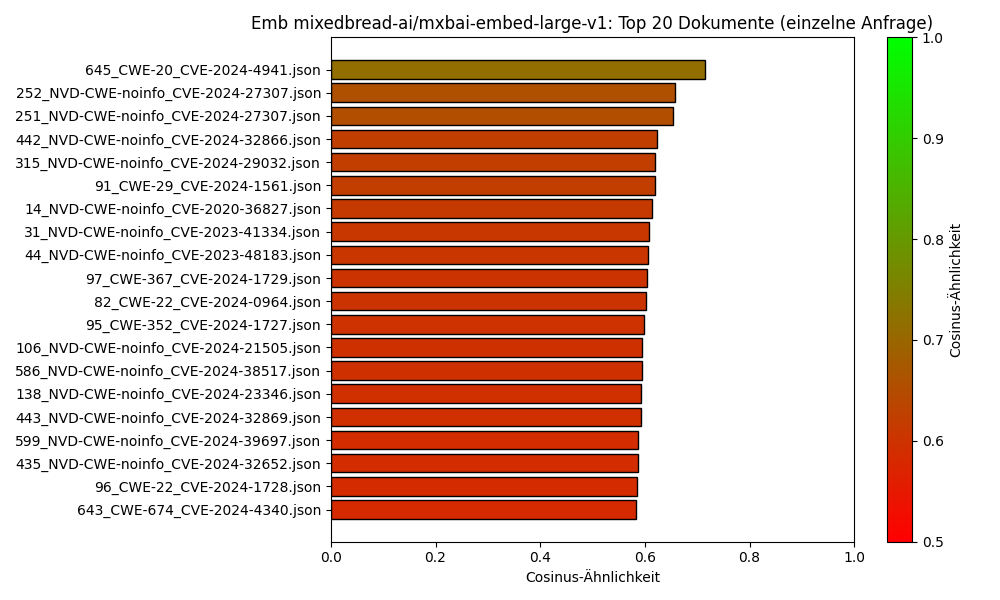 Emb mixedbread-ai/mxbai-embed-large-v1: Top 20 Dokumente (einzelne Anfrage)
645_CWE-20_CVE-2024-4941.json
252_NVD-CWE-noinfo_CVE-2024-27307.json
251_NVD-CWE-noinfo_CVE-2024-27307.json
442_NVD-CWE-noinfo_CVE-2024-32866.json
315_NVD-CWE-noinfo_CVE-2024-29032.json
91_CWE-29_CVE-2024-1561.json
14_NVD-CWE-noinfo_CVE-2020-36827.json
31_NVD-CWE-noinfo_CVE-2023-41334.json
44_NVD-CWE-noinfo_CVE-2023-48183.json
97_CWE-367_CVE-2024-1729.json
82_CWE-22_CVE-2024-0964.json
95_CWE-352_CVE-2024-1727.json
106_NVD-CWE-noinfo_CVE-2024-21505.json
586_NVD-CWE-noinfo_CVE-2024-38517.json
138_NVD-CWE-noinfo_CVE-2024-23346.json
443_NVD-CWE-noinfo_CVE-2024-32869.json
599_NVD-CWE-noinfo_CVE-2024-39697.json
435_NVD-CWE-noinfo_CVE-2024-32652.json
96_CWE-22_CVE-2024-1728.json
643_CWE-674_CVE-2024-4340.json
0.0 0.2 0.4 0.6 0.8 1.0
Cosinus-Ähnlichkeit
1.0
0.9
0.8
0.7
0.6
0.5
Cosinus-Ähnlichkeit